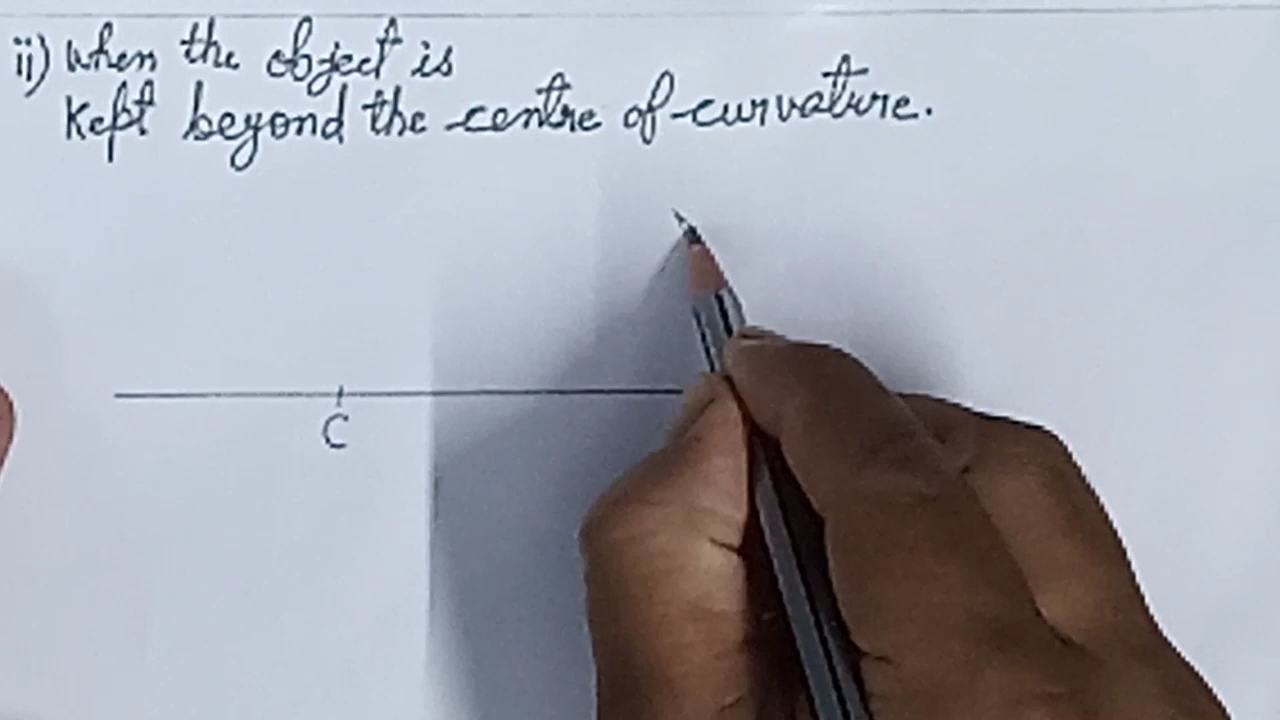 ii) when the object is
kept beyond the centre of curvature.
C